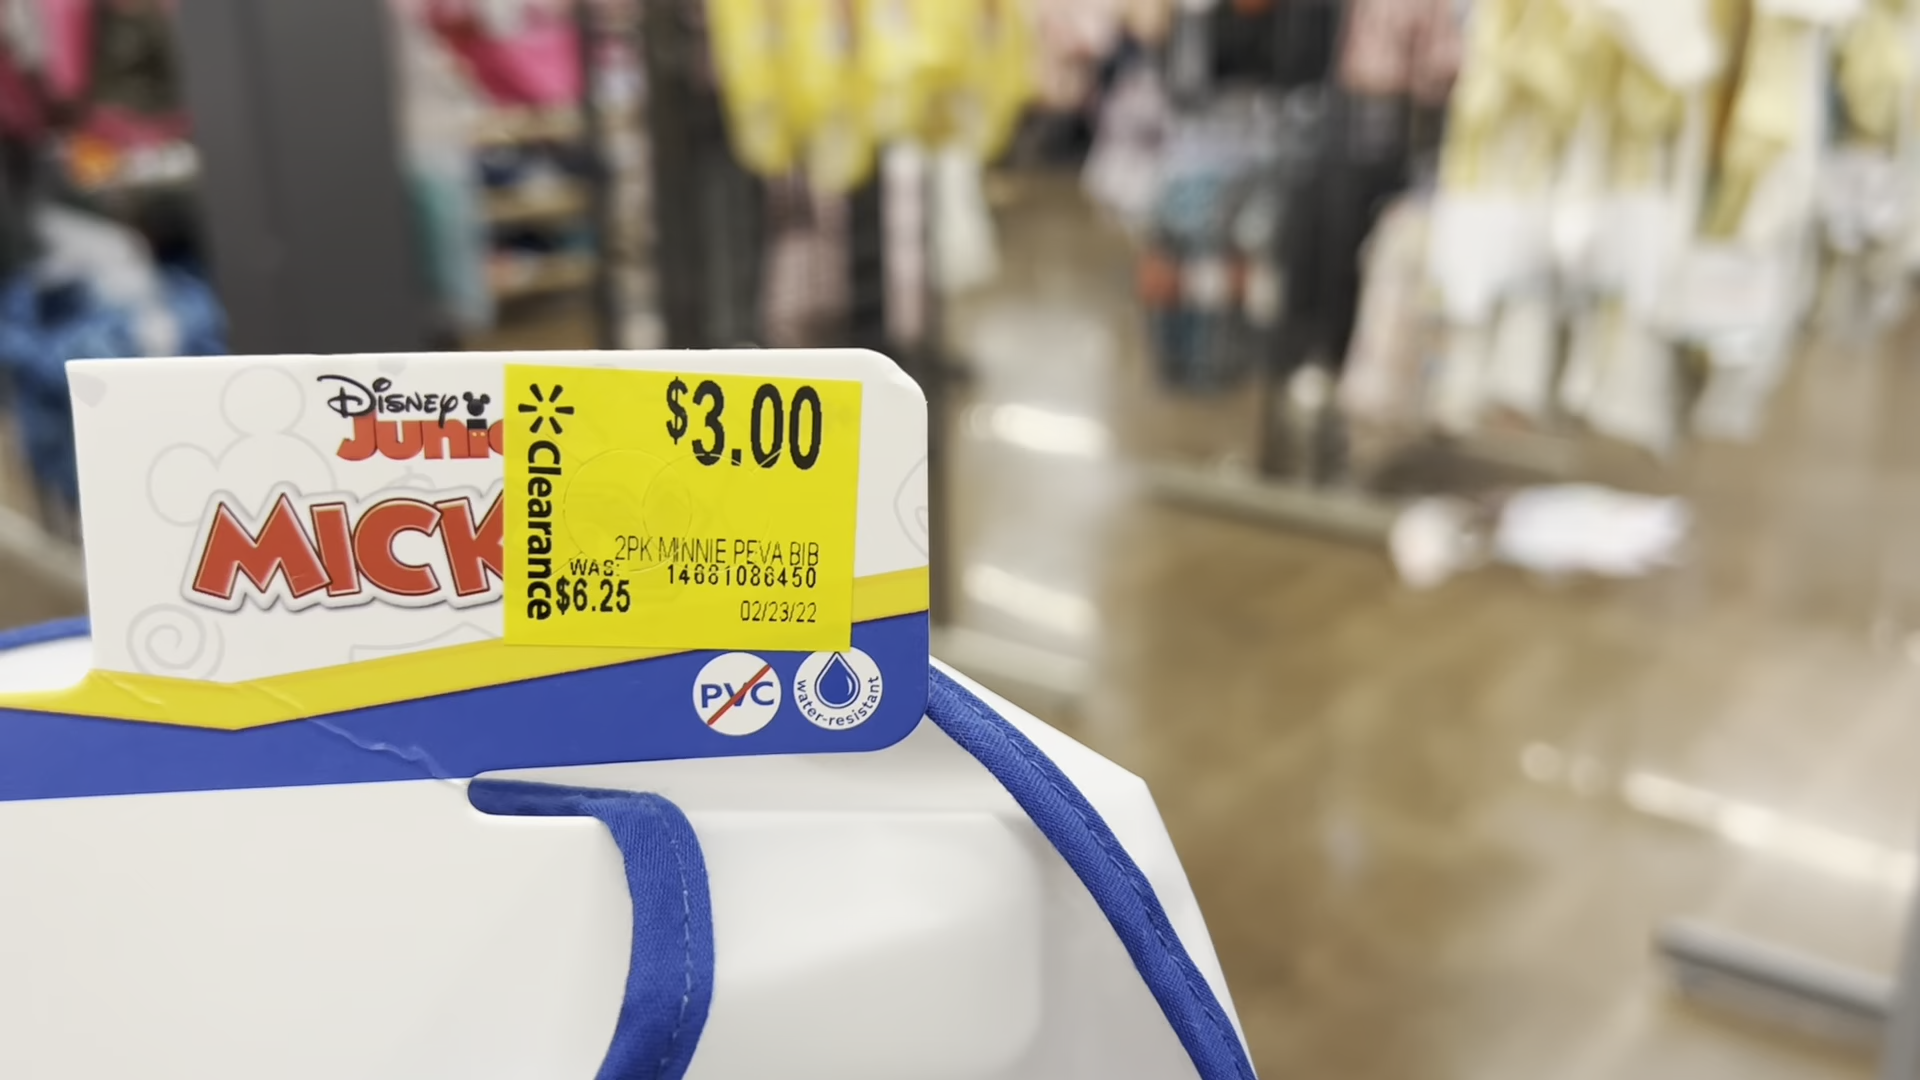 Disney
Junio
MICK
Clearance
$3.00
2PK MINNIE PEVA BIB
WAS:
14681086450
$6.25
02/23/22
PVC
water-resistant